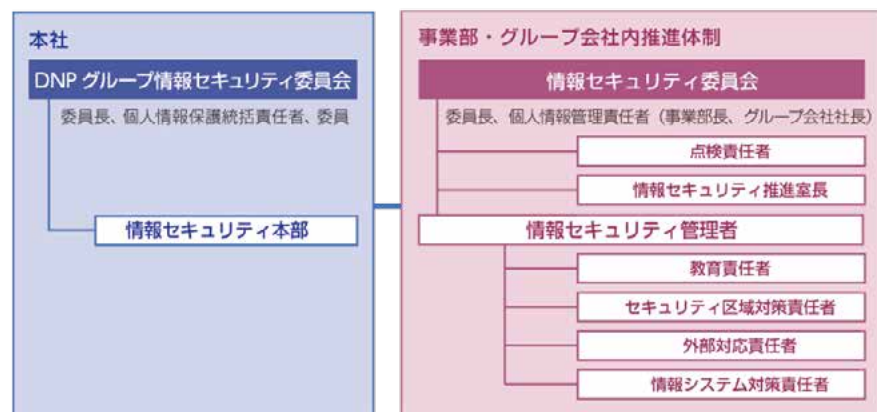 本社
DNP グループ情報セキュリティ委員会
委員長、個人情報保護統括責任者、委員
情報セキュリティ本部
事業部・グループ会社内推進体制
情報セキュリティ委員会
委員長、個人情報管理責任者（事業部長、グループ会社社長）
点検責任者
情報セキュリティ推進室長
情報セキュリティ管理者
教育責任者
セキュリティ区域対策責任者
外部対応責任者
情報システム対策責任者